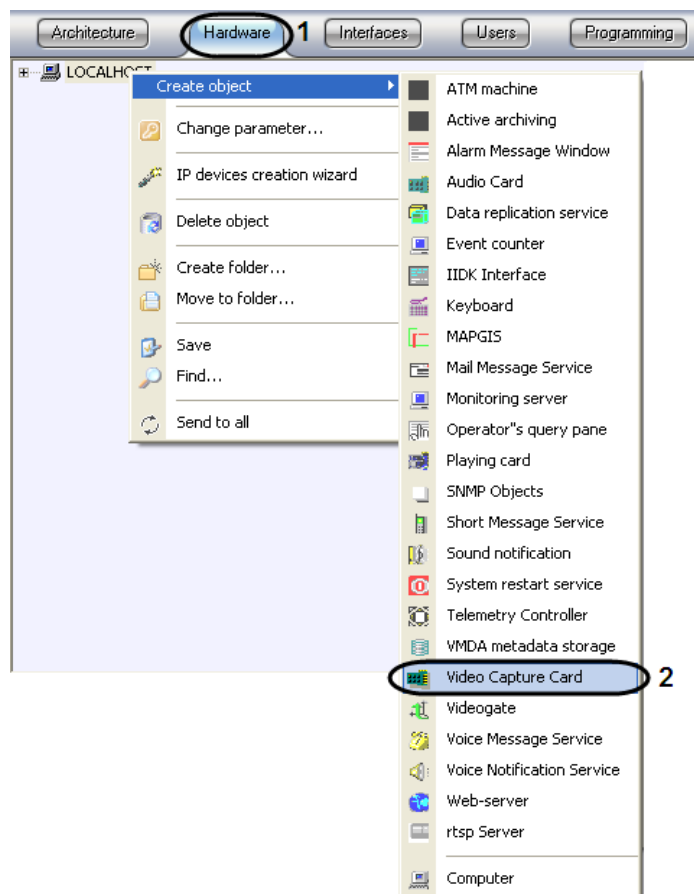 Architecture Hardware 1 Interfaces Users Programming
LOCALHOST
Create object
Change parameter...
IP devices creation wizard
Delete object
Create folder...
Move to folder...
Save
Find...
Send to all
ATM machine
Active archiving
Alarm Message Window
Audio Card
Data replication service
Event counter
IIDK Interface
Keyboard
MAPGIS
Mail Message Service
Monitoring server
Operator"s query pane
Playing card
SNMP Objects
Short Message Service
Sound notification
System restart service
Telemetry Controller
VMDA metadata storage
Video Capture Card 2
Videogate
Voice Message Service
Voice Notification Service
Web-server
rtsp Server
Computer